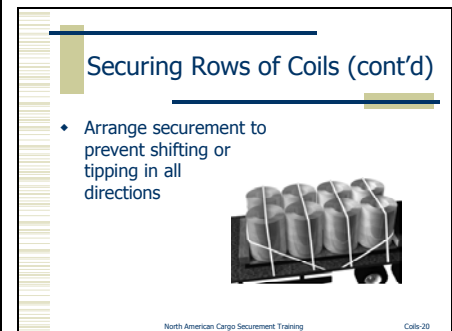 Securing Rows of Coils (cont’d)
Arrange securement to
prevent shifting or
tipping in all
directions
North American Cargo Securement Training
Coils-20